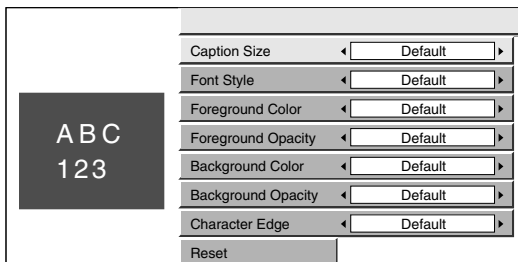 ABC
123
Caption Size Default
Font Style Default
Foreground Color Default
Foreground Opacity Default
Background Color Default
Background Opacity Default
Character Edge Default
Reset